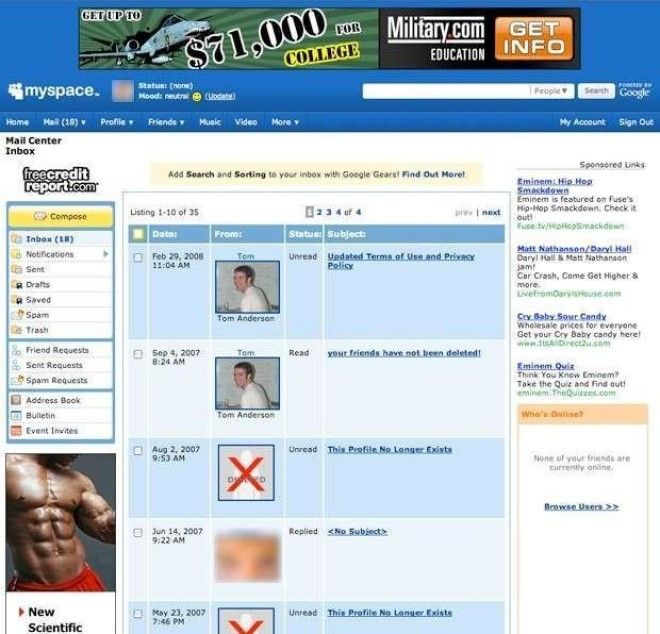 GET UP TO
$71,000 FOR
COLLEGE
Military.com
EDUCATION
GET
INFO
myspace.
Status: (none)
Mood: neutral (Update)
People ▼
Search
POWERED BY
Google
Home Mail (18) ▼ Profile ▼ Friends ▼ Music Video More ▼ My Account Sign Out
Mail Center
Inbox
freecredit
report.com
Compose
Inbox (18)
Notifications
Sent
Drafts
Saved
Spam
Trash
Friend Requests
Sent Requests
Spam Requests
Address Book
Bulletin
Event Invites
New
Scientific
Add Search and Sorting to your inbox with Google Gears! Find Out More!
Listing 1-10 of 35 1 2 3 4 of 4 prev | next
Date: From: Status: Subject:
Feb 29, 2008
11:04 AM
Tom
Tom Anderson
Unread
Updated Terms of Use and Privacy
Policy
Sep 4, 2007
8:24 AM
Tom
Tom Anderson
Read
your friends have not been deleted!
Aug 2, 2007
9:53 AM
Unread
This Profile No Longer Exists
Jun 14, 2007
9:22 AM
Replied
<No Subject>
May 23, 2007
7:46 PM
Unread
This Profile No Longer Exists
Sponsored Links
Eminem: Hip Hop
Smackdown
Eminem is featured on Fuse's
Hip-Hop Smackdown. Check it
out!
Fuse.tv/HipHopSmackdown
Matt Nathanson/Daryl Hall
Daryl Hall & Matt Nathanson
jam!
Car Crash, Come Get Higher &
more.
LiveFromDarylsHouse.com
Cry Baby Sour Candy
Wholesale prices for everyone
Get your Cry Baby candy here!
www.ItsAllDirect2u.com
Eminem Quiz
Think You Know Eminem?
Take the Quiz and Find out!
eminem.TheQuizzes.com
Who's Online?
None of your friends are
currently online.
Browse Users >>